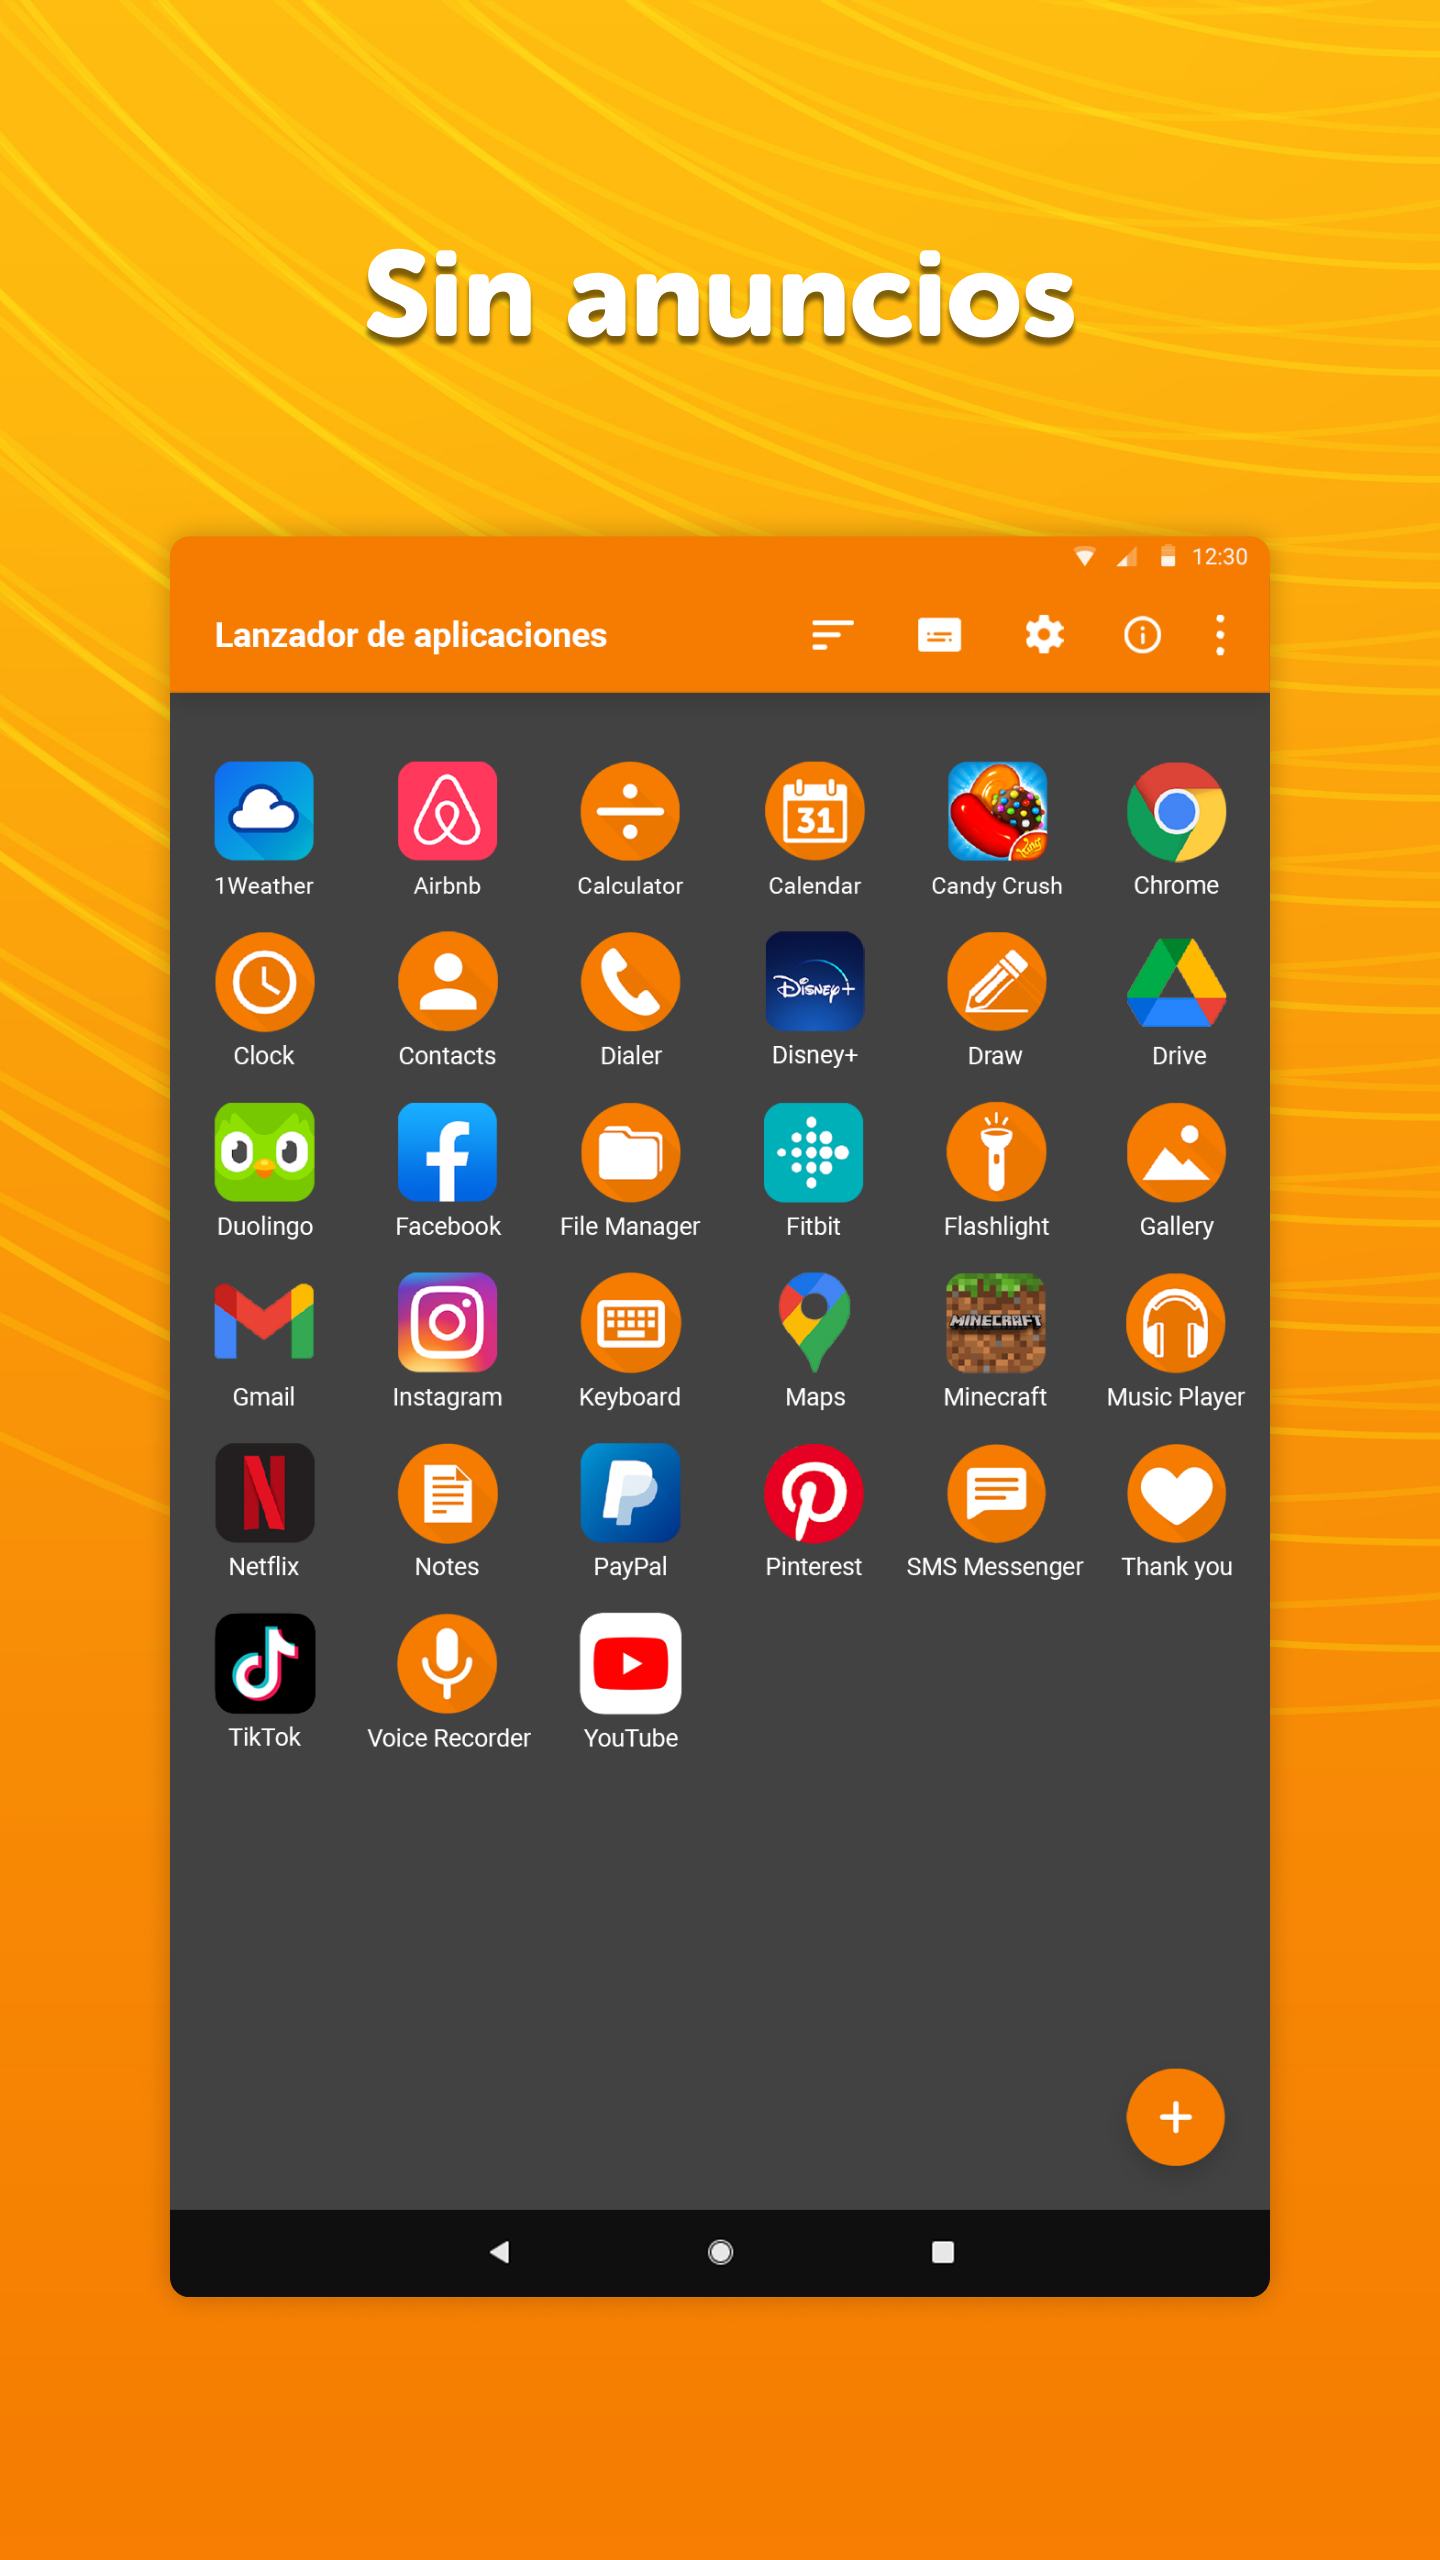 Sin anuncios
12:30
Lanzador de aplicaciones
31
king
1Weather Airbnb Calculator Calendar Candy Crush Chrome
Disney+
Clock Contacts Dialer Disney+ Draw Drive
Duolingo Facebook File Manager Fitbit Flashlight Gallery
MINECRAFT
Gmail Instagram Keyboard Maps Minecraft Music Player
Netflix Notes PayPal Pinterest SMS Messenger Thank you
TikTok Voice Recorder YouTube